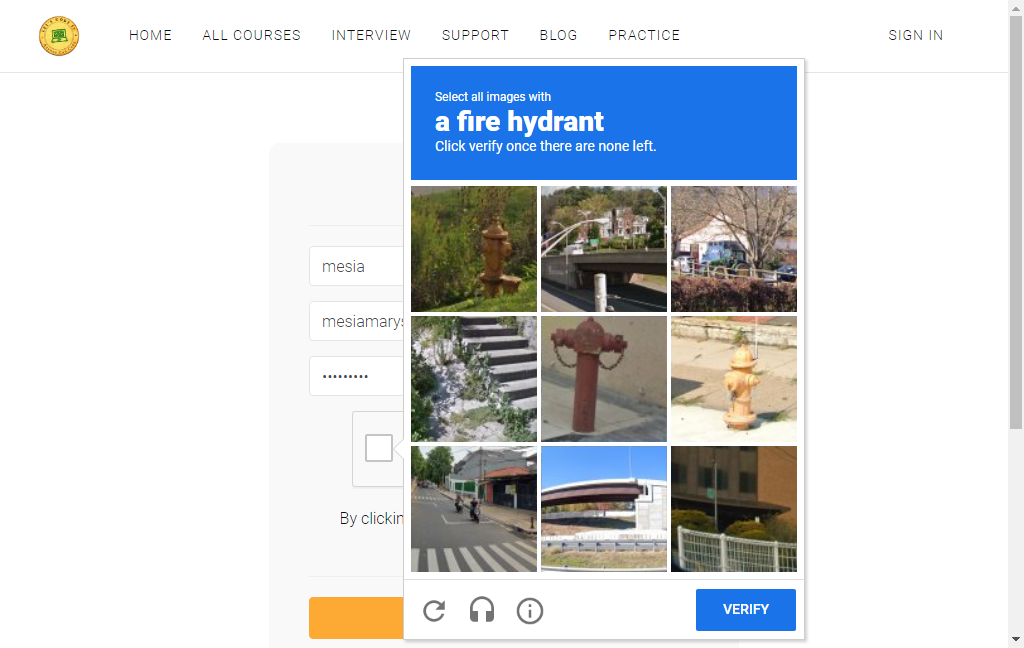 HOME
ALL COURSES
INTERVIEW
SUPPORT
BLOG
PRACTICE
SIGN IN
Select all images with
a fire hydrant
Click verify once there are none left.
mesia
mesiamarys
By clickin
VERIFY